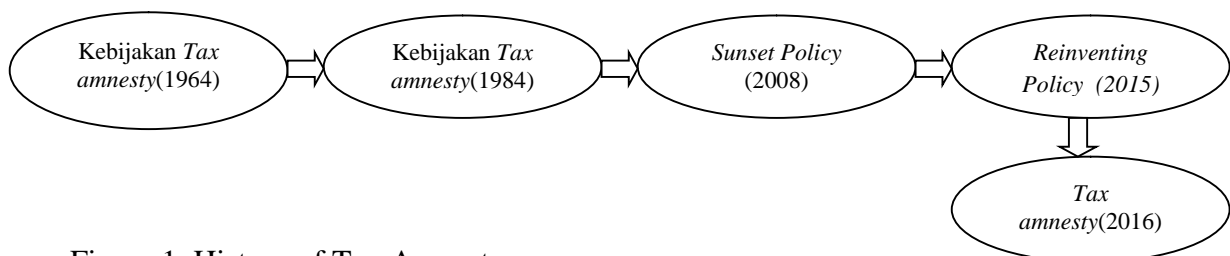 Kebijakan Tax
amnesty(1964)
Kebijakan Tax
amnesty(1984)
Sunset Policy
(2008)
Reinventing
Policy (2015)
Tax
amnesty(2016)
Figure 1. History of Tax Amnesty